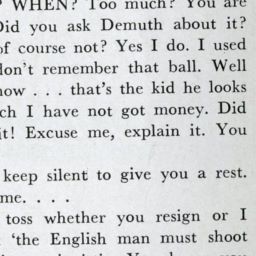 WHEN? Too much? You are
Did you ask Demuth about it?
of course not? Yes I do. I used
don't remember that ball. Well
now . . . that's the kid he looks
ch I have not got money. Did
it! Excuse me, explain it. You
keep silent to give you a rest.
me. . . .
toss whether you resign or I
'the English man must shoot